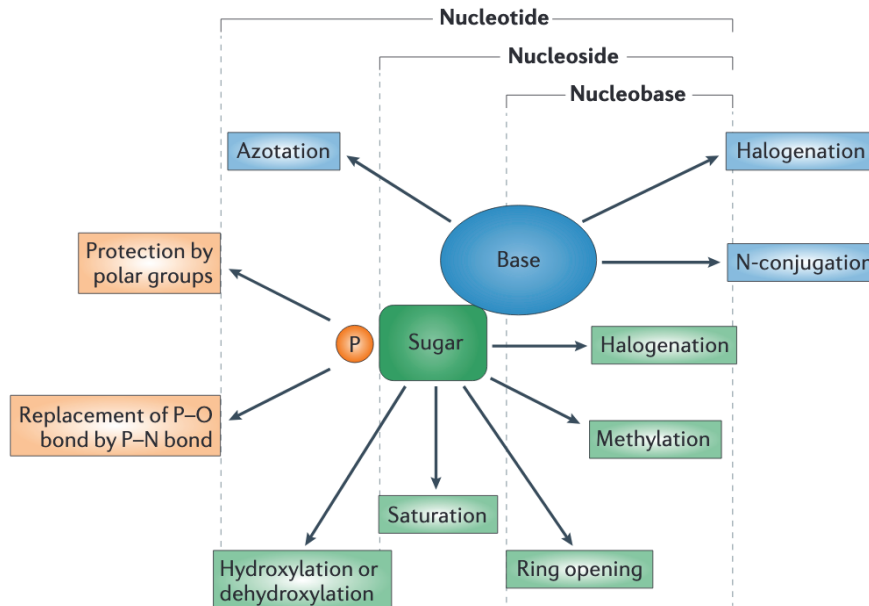 Nucleotide
Nucleoside
Nucleobase
Azotation
Halogenation
Protection by
polar groups
Base
N-conjugation
P
Sugar
Halogenation
Replacement of P–O
bond by P–N bond
Methylation
Saturation
Hydroxylation or
dehydroxylation
Ring opening